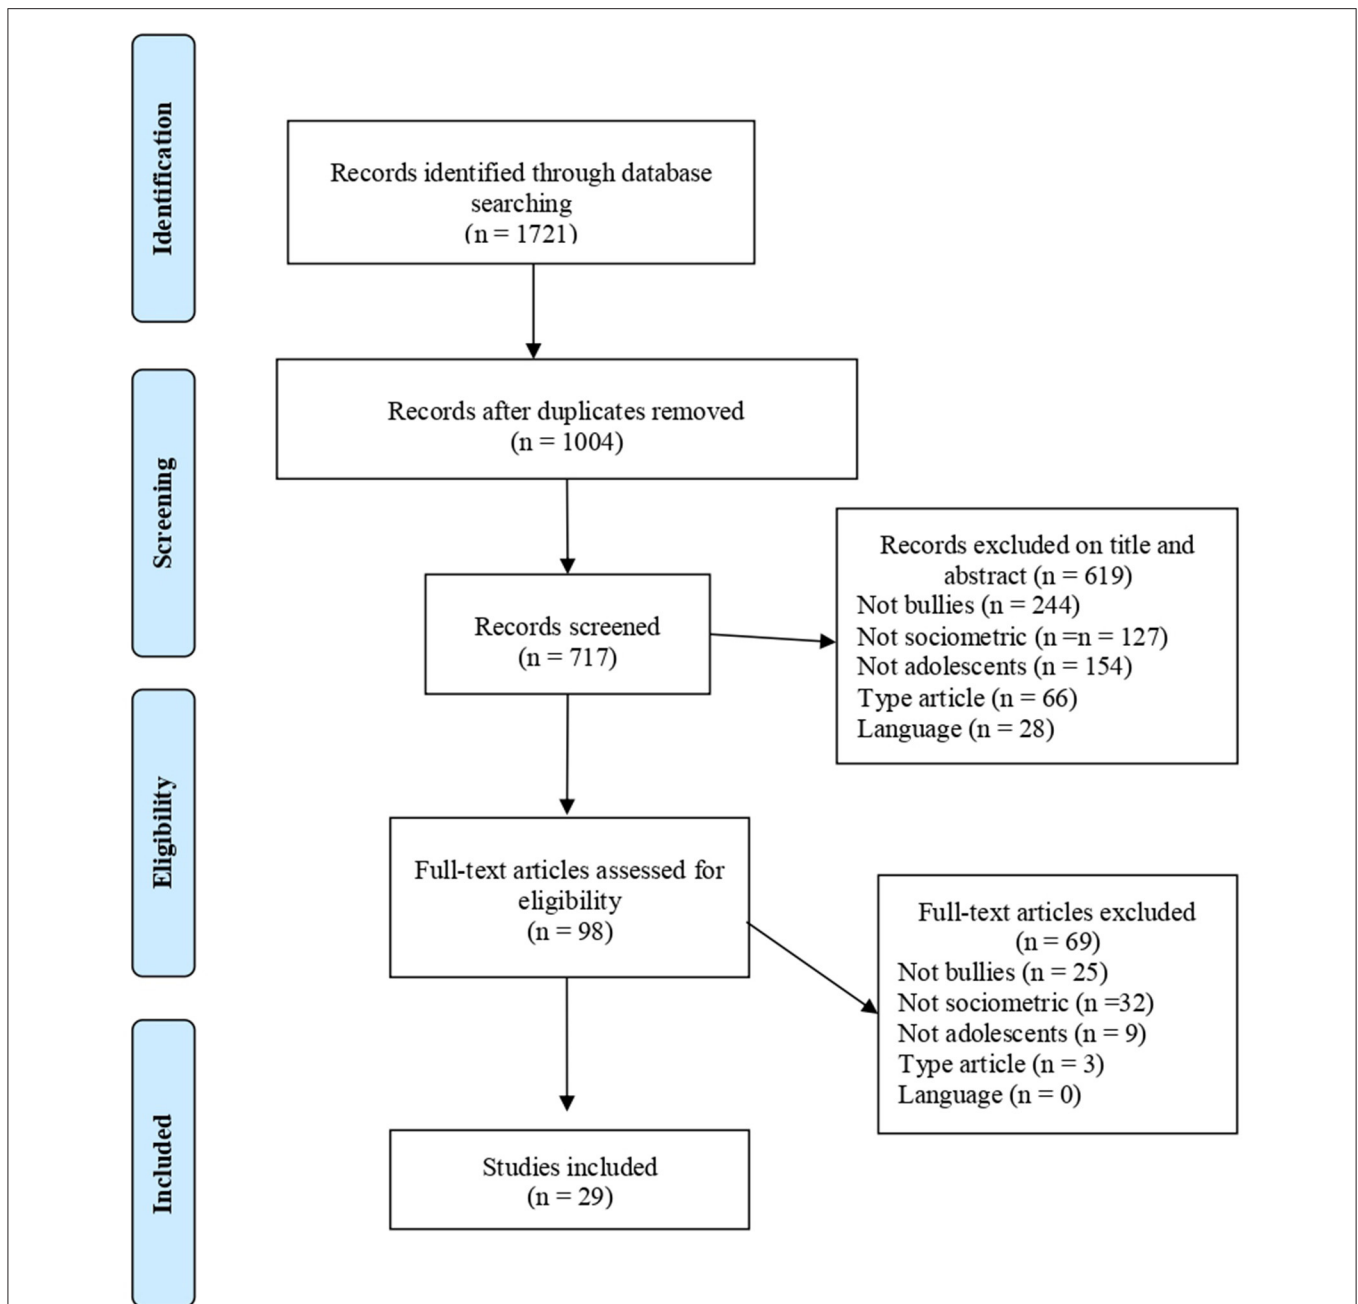 Identification
Records identified through database
searching
(n = 1721)
Records after duplicates removed
(n = 1004)
Screening
Records screened
(n = 717)
Records excluded on title and
abstract (n = 619)
Not bullies (n = 244)
Not sociometric (n =n = 127)
Not adolescents (n = 154)
Type article (n = 66)
Language (n = 28)
Eligibility
Full-text articles assessed for
eligibility
(n = 98)
Full-text articles excluded
(n = 69)
Not bullies (n = 25)
Not sociometric (n =32)
Not adolescents (n = 9)
Type article (n = 3)
Language (n = 0)
Included
Studies included
(n = 29)